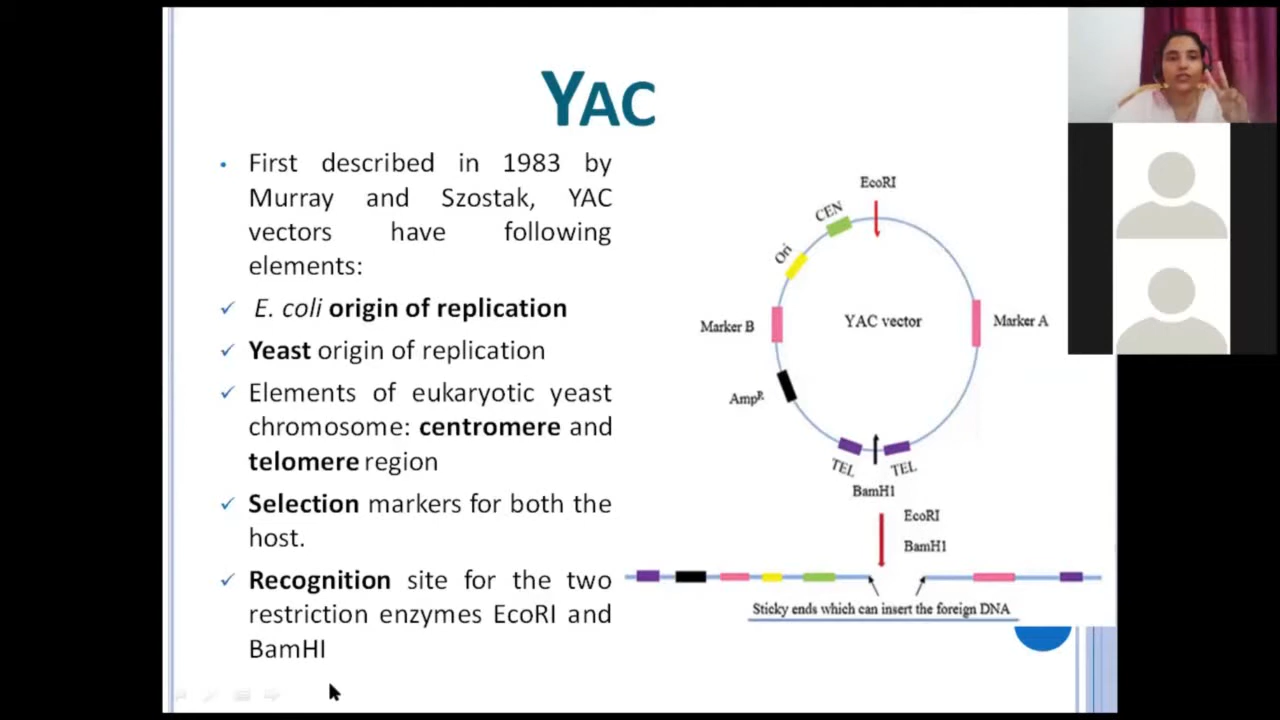 YAC
• First described in 1983 by
Murray and Szostak, YAC
vectors have following
elements:
✓ E. coli origin of replication
✓ Yeast origin of replication
✓ Elements of eukaryotic yeast
chromosome: centromere and
telomere region
✓ Selection markers for both the
host.
✓ Recognition site for the two
restriction enzymes EcoRI and
BamHI
EcoRI
CEN
Ori
Marker B
YAC vector
Marker A
AmpR
TEL
TEL
BamH1
EcoRI
BamH1
Sticky ends which can insert the foreign DNA